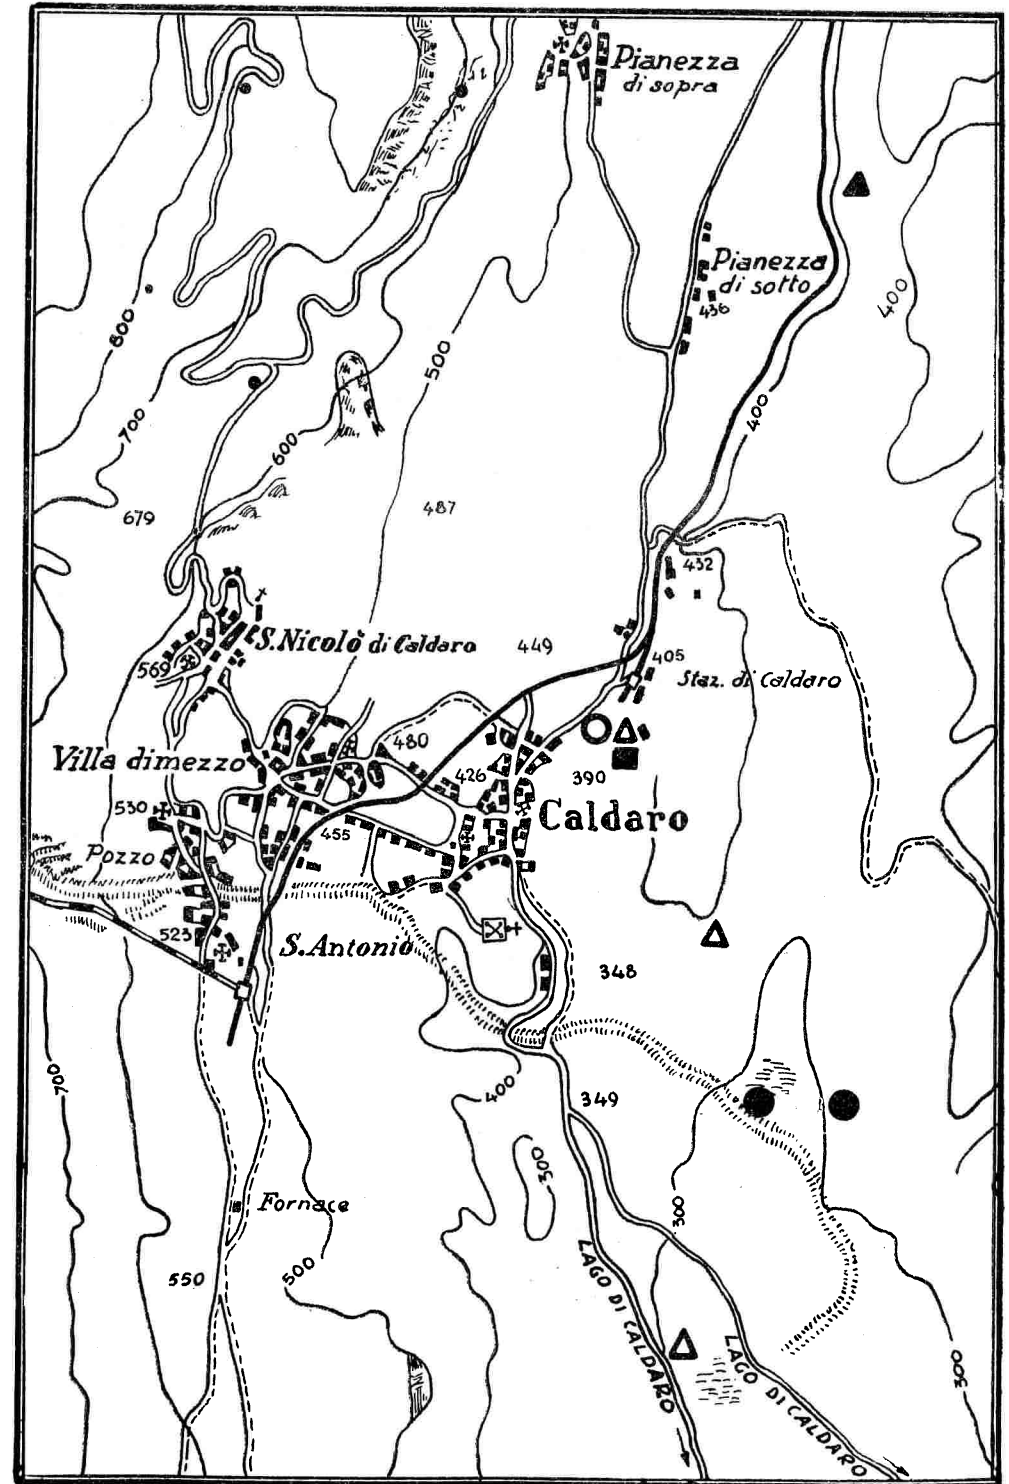 Pianezza
di sopra
Pianezza
di sotto
436
400
800
500
400
700
600
679
487
432
S. Nicolò di Caldaro
449
569
405
Staz. di Caldaro
480
Villa dimezzo
426
390
530
Caldaro
455
Pozzo
523
S. Antonio
348
700
400
349
300
300
Fornace
550
500
LAGO DI CALDARO
LAGO DI CALDARO
300